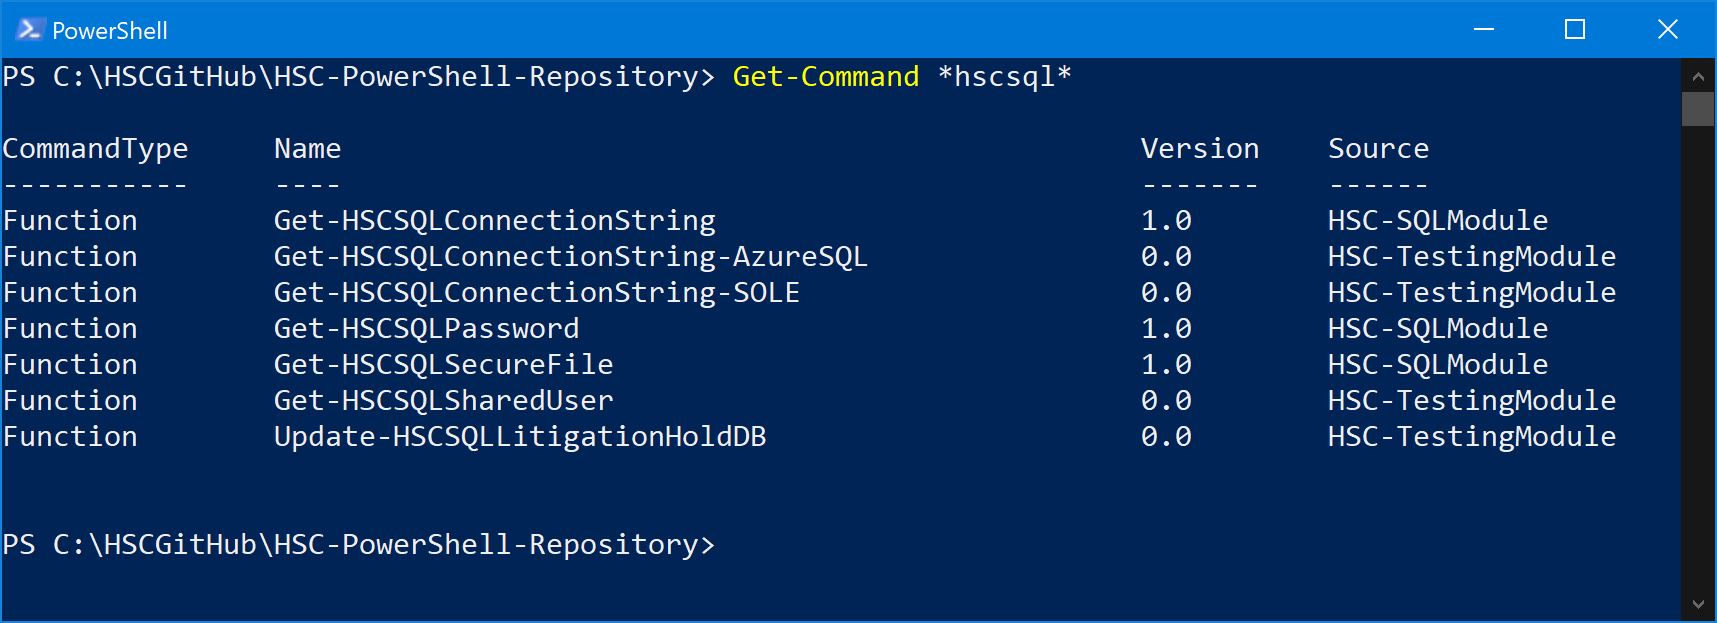 PowerShell
PS C:\HSCGitHub\HSC-PowerShell-Repository> Get-Command *hscsql*
CommandType     Name                                               Version    Source
-----------     ----                                               -------    ------
Function        Get-HSCSQLConnectionString                         1.0        HSC-SQLModule
Function        Get-HSCSQLConnectionString-AzureSQL                0.0        HSC-TestingModule
Function        Get-HSCSQLConnectionString-SOLE                    0.0        HSC-TestingModule
Function        Get-HSCSQLPassword                                 1.0        HSC-SQLModule
Function        Get-HSCSQLSecureFile                               1.0        HSC-SQLModule
Function        Get-HSCSQLSharedUser                               0.0        HSC-TestingModule
Function        Update-HSCSQLLitigationHoldDB                      0.0        HSC-TestingModule
PS C:\HSCGitHub\HSC-PowerShell-Repository>